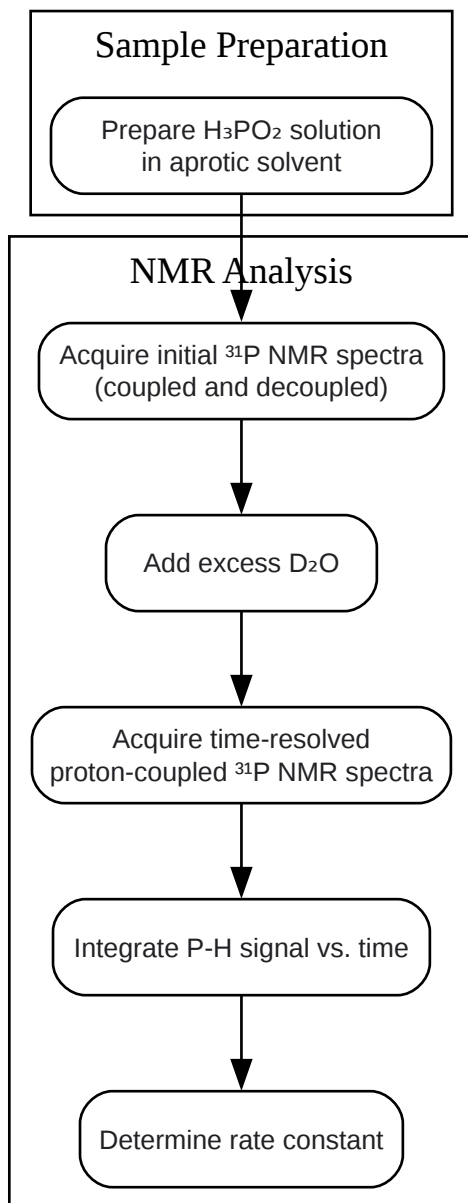 Sample Preparation
Prepare H₃PO₂ solution
in aprotic solvent
NMR Analysis
Acquire initial ³¹P NMR spectra
(coupled and decoupled)
Add excess D₂O
Acquire time-resolved
proton-coupled ³¹P NMR spectra
Integrate P-H signal vs. time
Determine rate constant